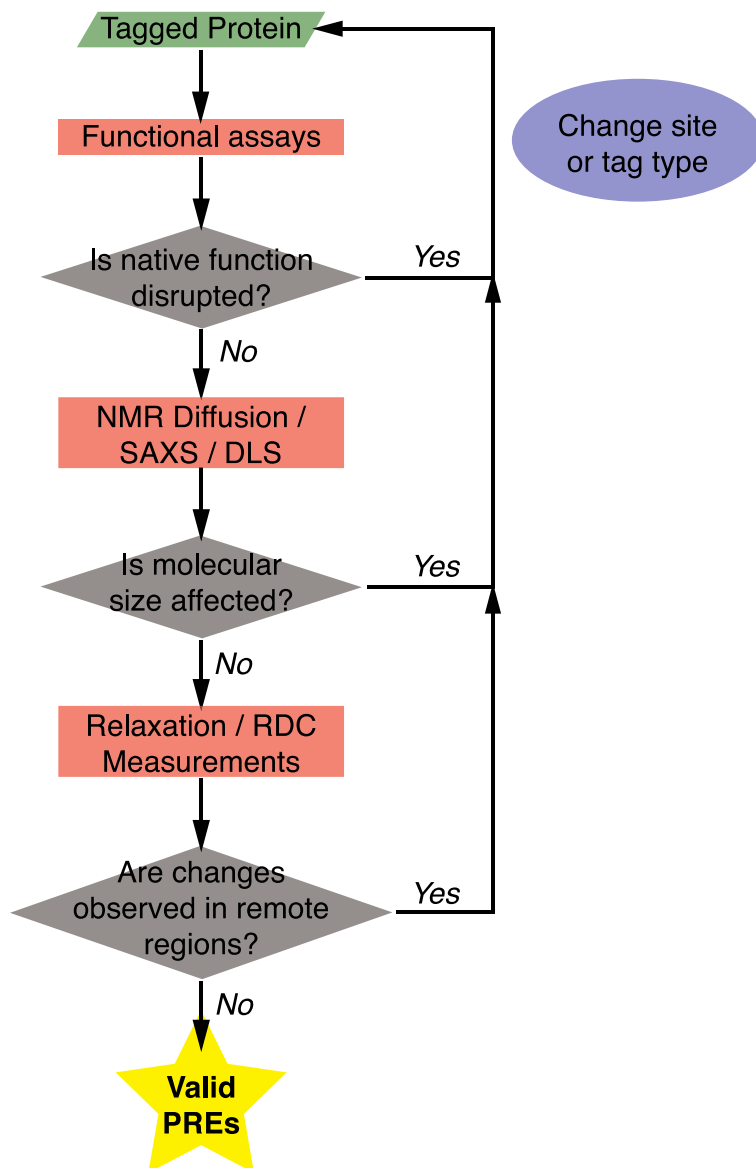 Tagged Protein
Change site
or tag type
Functional assays
Is native function
disrupted?
Yes
No
NMR Diffusion /
SAXS / DLS
Is molecular
size affected?
Yes
No
Relaxation / RDC
Measurements
Are changes
observed in remote
regions?
Yes
No
Valid
PREs